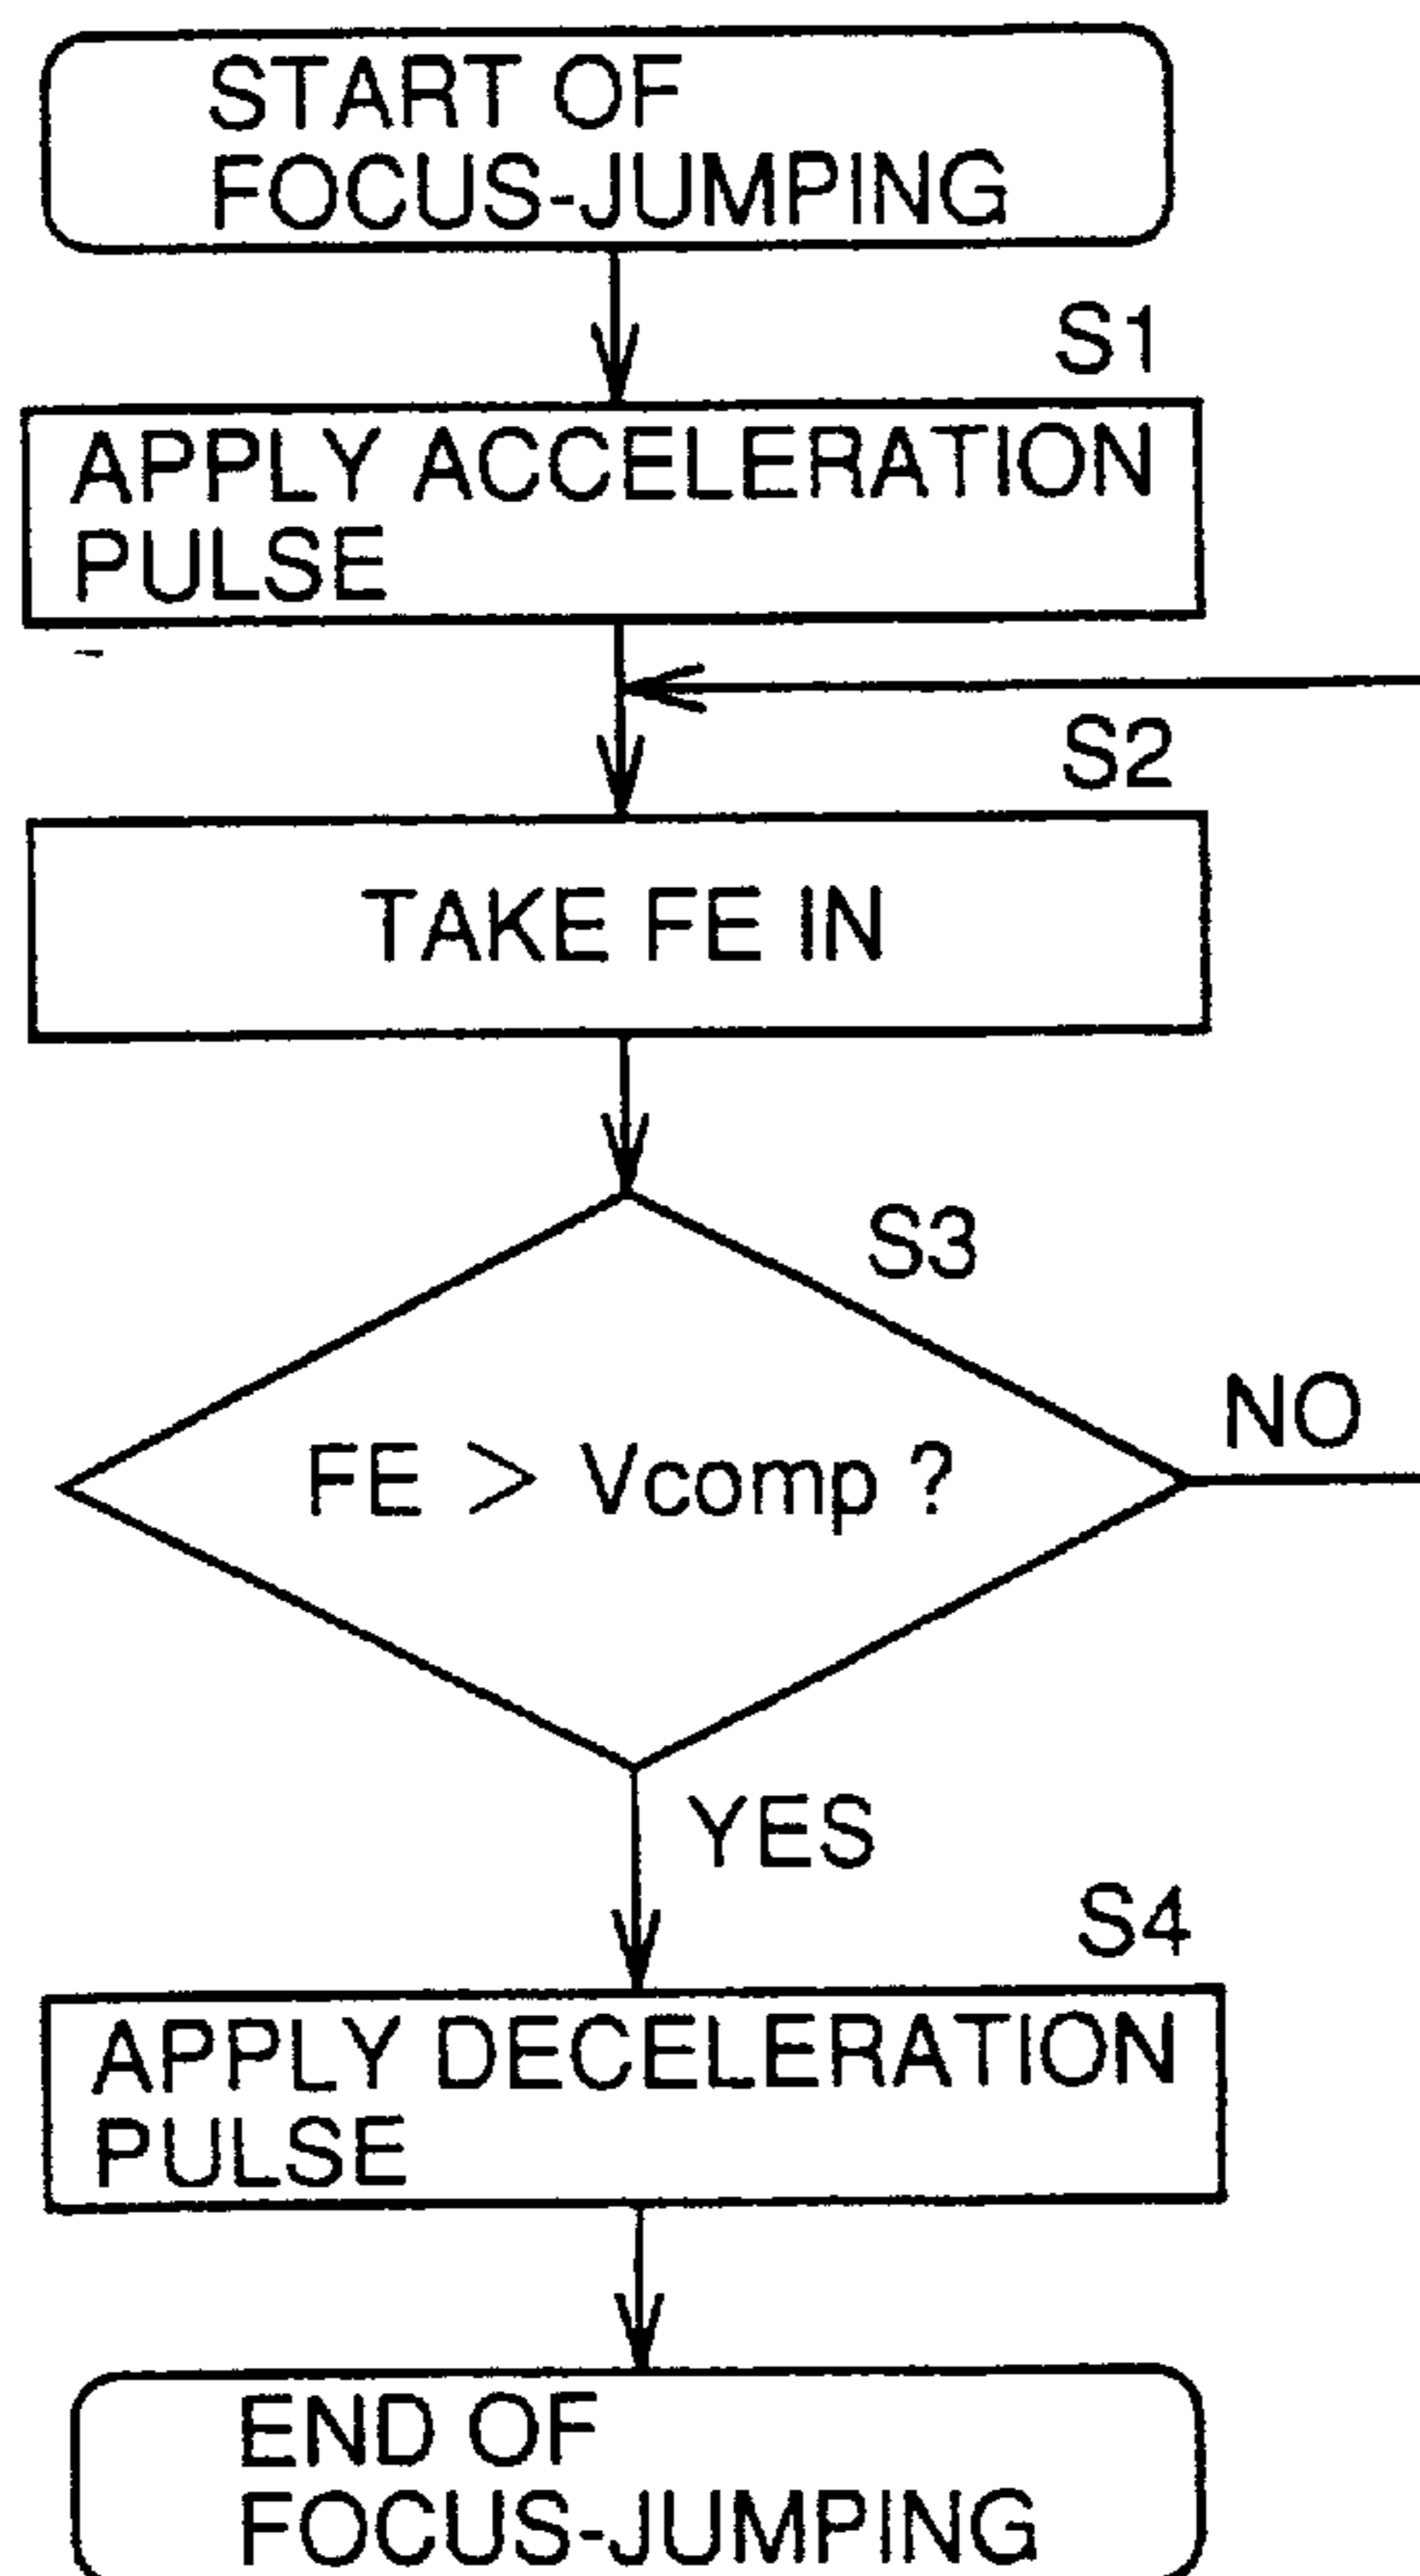 START OF
FOCUS-JUMPING
S1
APPLY ACCELERATION
PULSE
S2
TAKE FE IN
S3
FE > Vcomp ?
NO
YES
S4
APPLY DECELERATION
PULSE
END OF
FOCUS-JUMPING